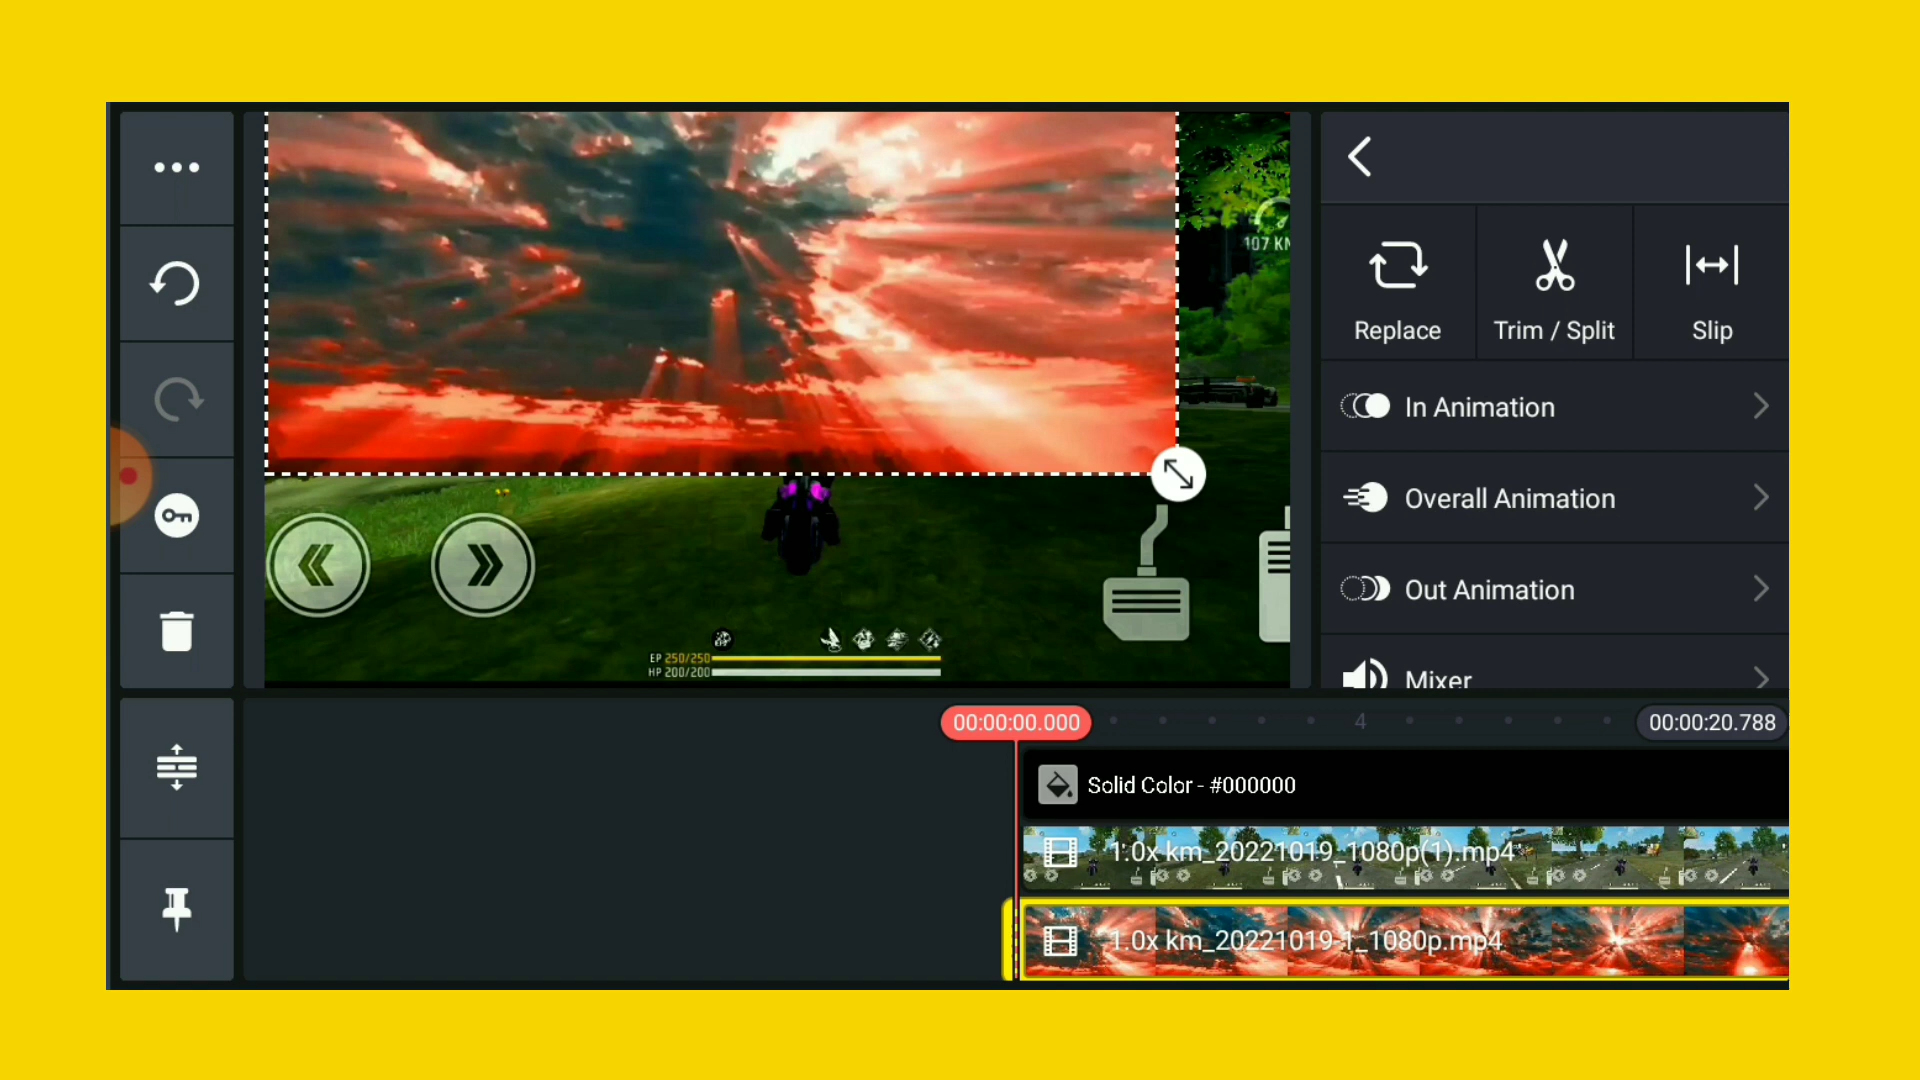 107 KM
EP 250/250
HP 200/200
Replace
Trim / Split
Slip
In Animation
Overall Animation
Out Animation
Mixer
00:00:00.000
4
00:00:20.788
Solid Color - #000000
1.0x km_20221019_1080p(1).mp4
1.0x km_20221019-1_1080p.mp4